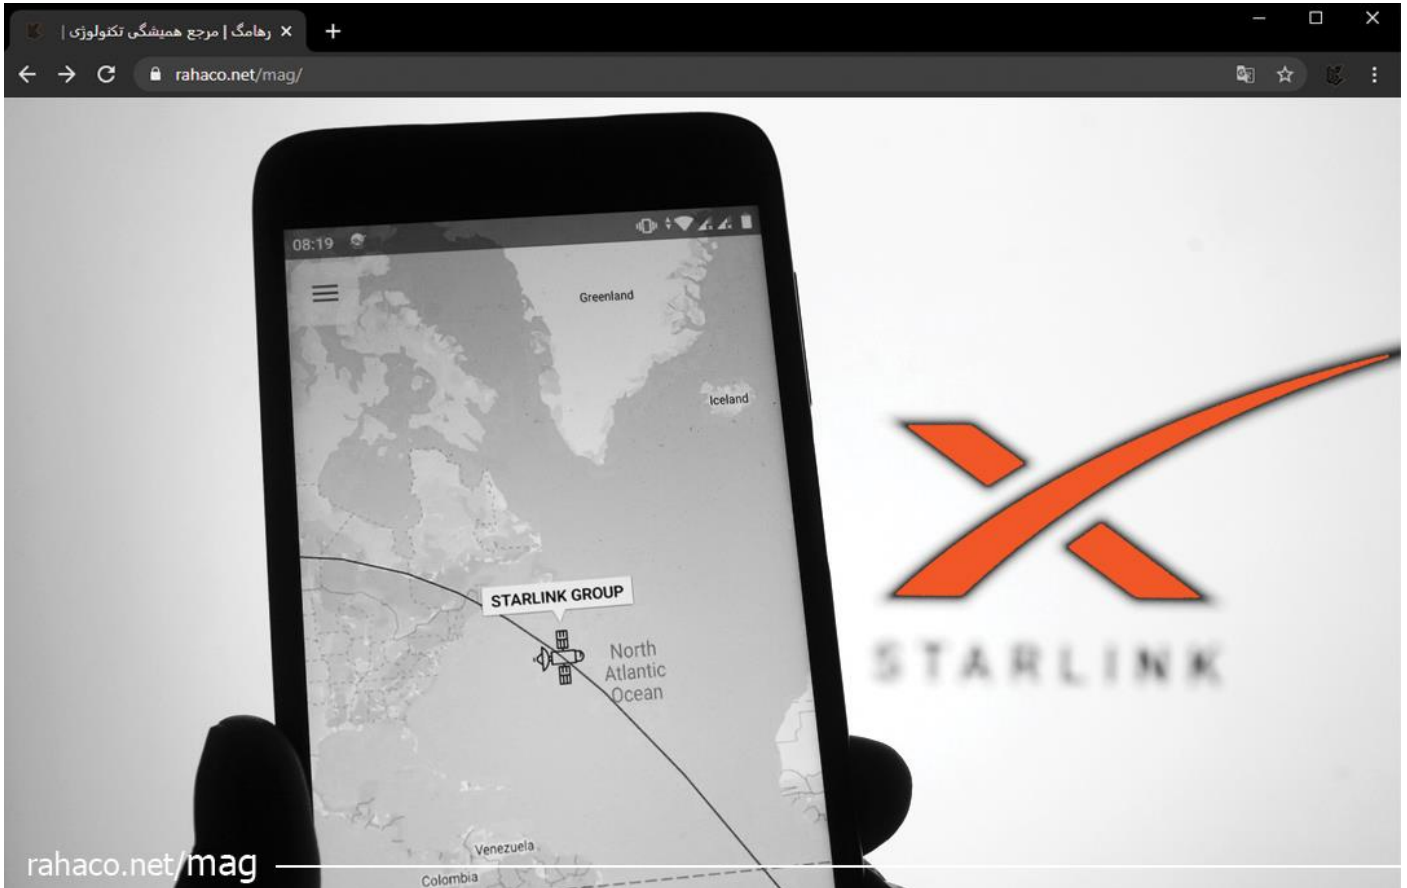 رهامگ | مرجع همیشگی تکنولوژی |
rahaco.net/mag/
08:19
Greenland
Iceland
STARLINK GROUP
North
Atlantic
Ocean
STARLINK
Venezuela
Colombia
rahaco.net/mag